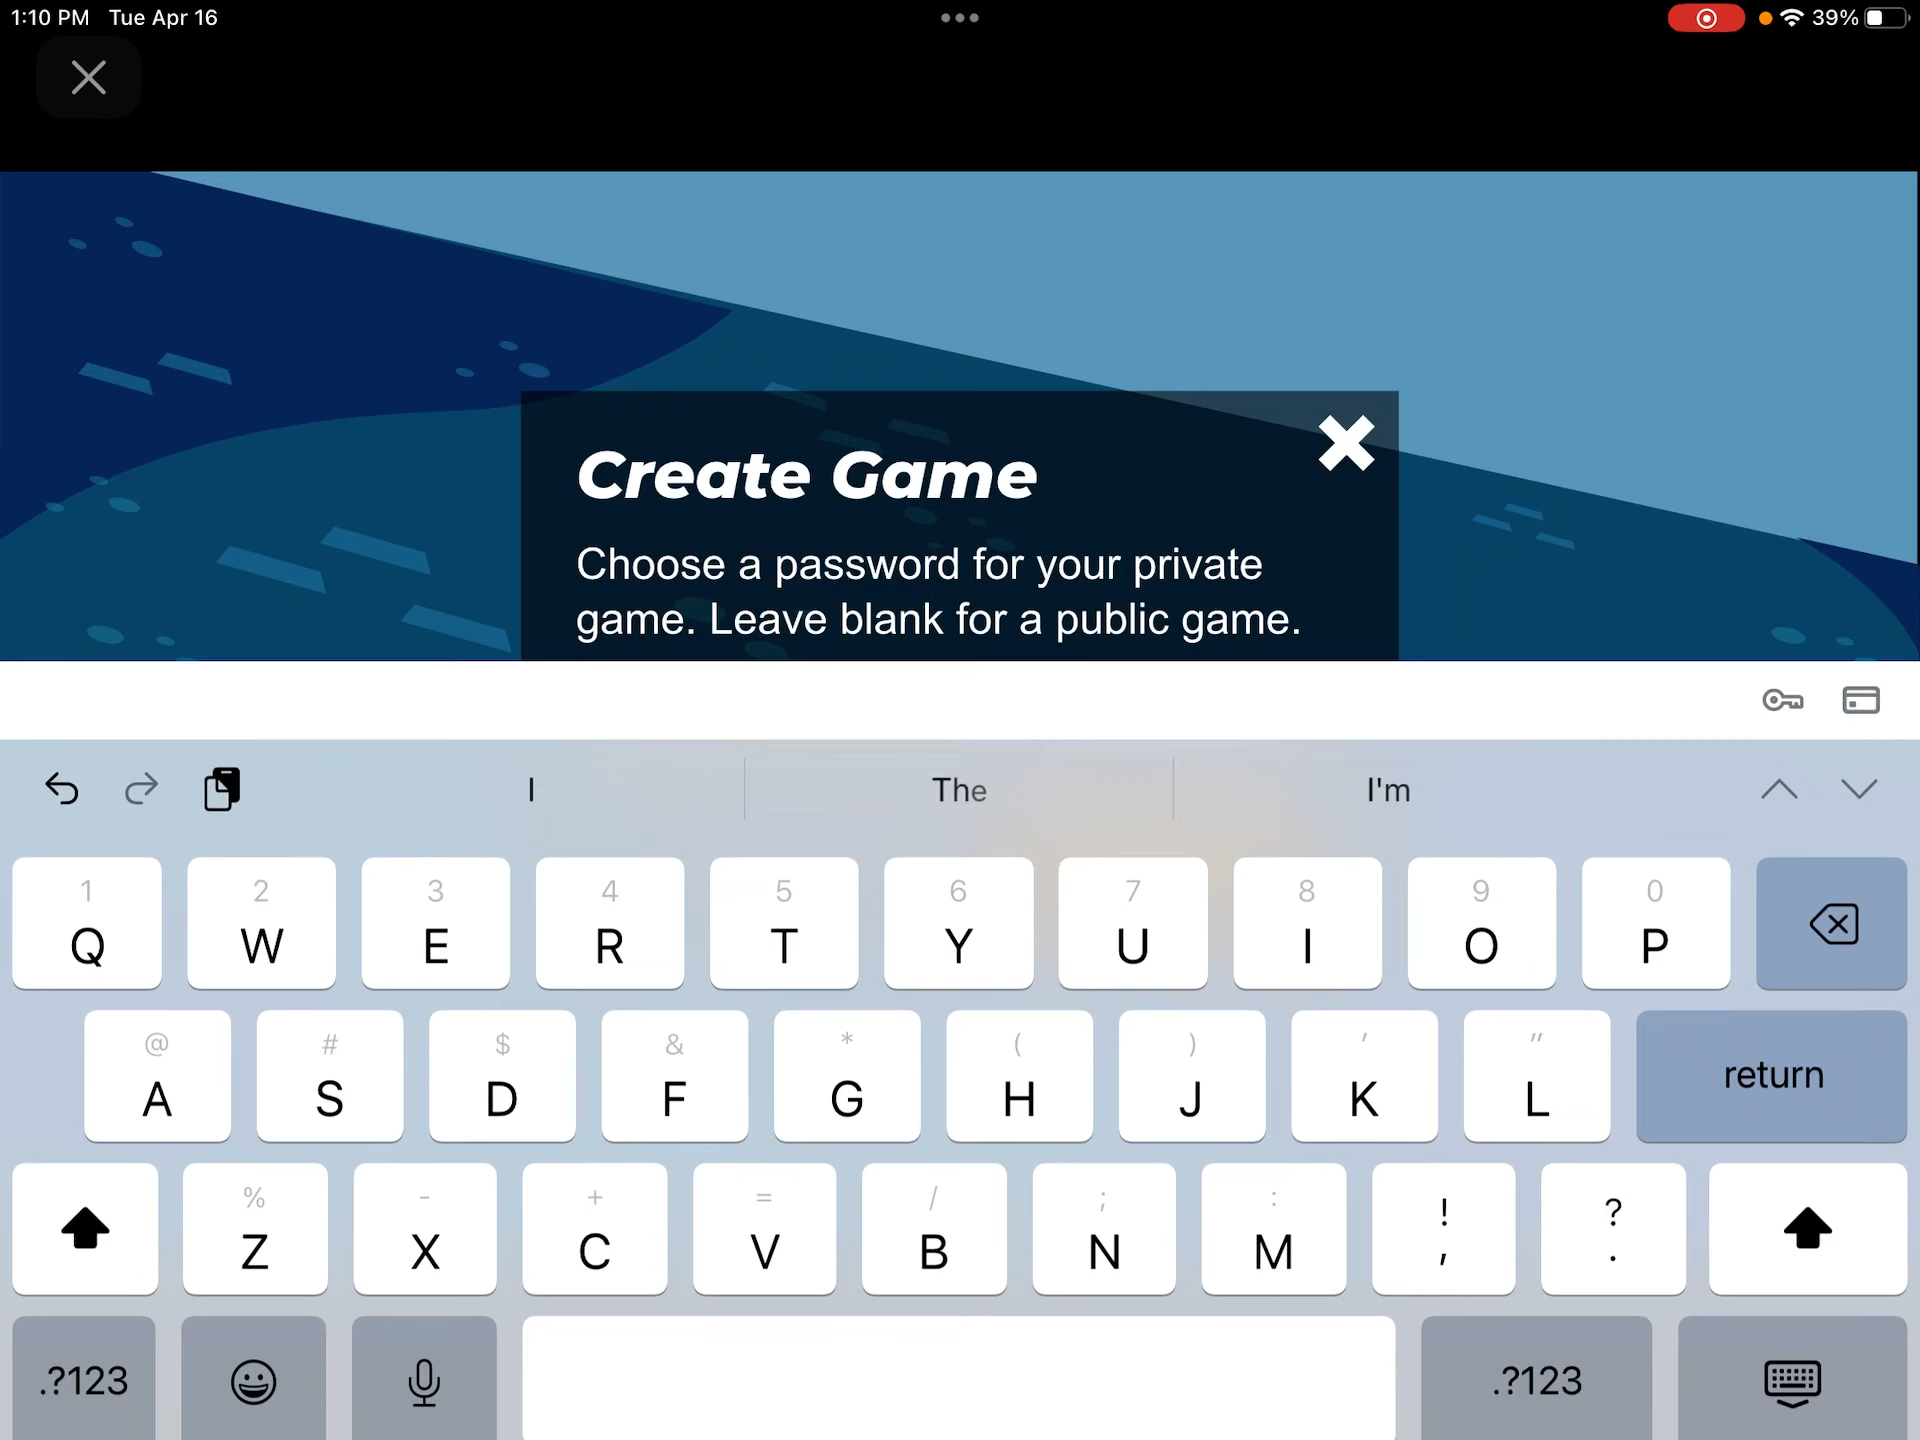 1:10 PM Tue Apr 16
39%
Create Game
Choose a password for your private
game. Leave blank for a public game.
I The I'm
1 2 3 4 5 6 7 8 9 0
Q W E R T Y U I O P
@ # $ & * ( ) ' "
A S D F G H J K L return
% - + = / ; : ! ?
Z X C V B N M , .
.?123 .?123